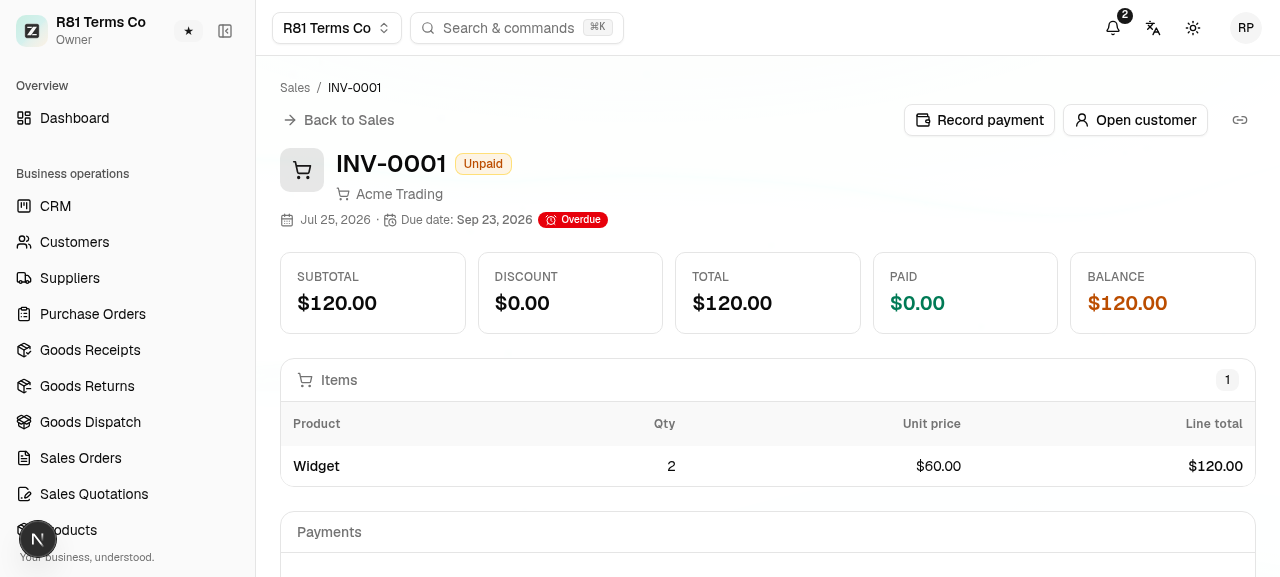 R81 Terms Co
Owner
R81 Terms Co
Search & commands
⌘K
2
RP
Overview
Dashboard
Business operations
CRM
Customers
Suppliers
Purchase Orders
Goods Receipts
Goods Returns
Goods Dispatch
Sales Orders
Sales Quotations
Your business, understood.
Sales / INV-0001
Back to Sales
Record payment
Open customer
INV-0001
Unpaid
Acme Trading
Jul 25, 2026 · Due date: Sep 23, 2026 Overdue
SUBTOTAL
$120.00
DISCOUNT
$0.00
TOTAL
$120.00
PAID
$0.00
BALANCE
$120.00
Items
1
Product Qty Unit price Line total
Widget 2 $60.00 $120.00
Payments